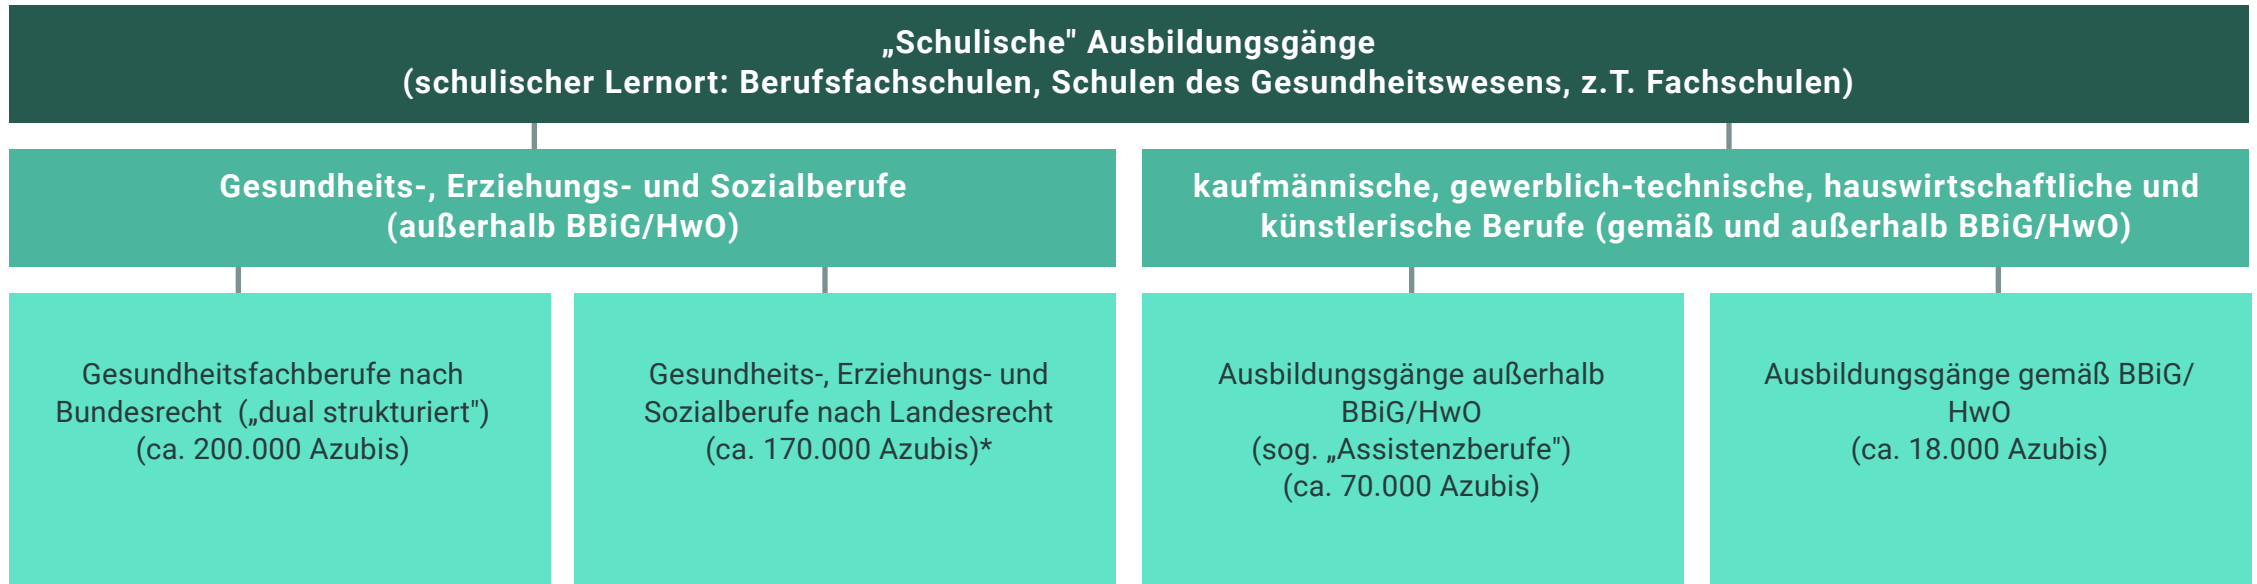 „Schulische" Ausbildungsgänge
(schulischer Lernort: Berufsfachschulen, Schulen des Gesundheitswesens, z.T. Fachschulen)
Gesundheits-, Erziehungs- und Sozialberufe
(außerhalb BBiG/HwO)
kaufmännische, gewerblich-technische, hauswirtschaftliche und
künstlerische Berufe (gemäß und außerhalb BBiG/HwO)
Gesundheitsfachberufe nach
Bundesrecht („dual strukturiert")
(ca. 200.000 Azubis)
Gesundheits-, Erziehungs- und
Sozialberufe nach Landesrecht
(ca. 170.000 Azubis)*
Ausbildungsgänge außerhalb
BBiG/HwO
(sog. „Assistenzberufe")
(ca. 70.000 Azubis)
Ausbildungsgänge gemäß BBiG/
HwO
(ca. 18.000 Azubis)